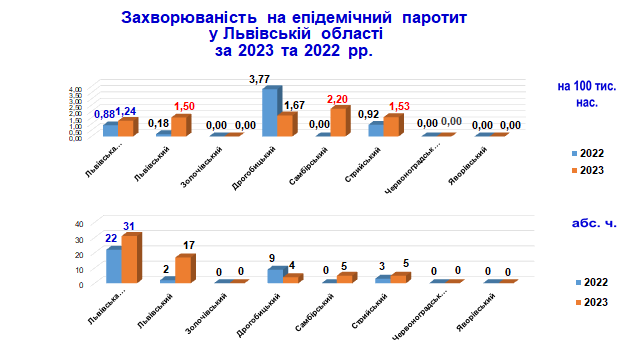 Захворюваність на епідемічний паротит
у Львівській області
за 2023 та 2022 рр.
на 100 тис.
нас.
4,00
3,50
3,00
2,50
2,00
1,50
1,00
0,50
0,00
0,88 1,24 0,18 1,50 0,00 0,00 3,77 1,67 0,00 2,20 0,92 1,53 0,00 0,00 0,00 0,00
Львівська...
Львівський
Золочівський
Дрогобицький
Самбірський
Стрийський
Червоноградськ...
Яворівський
2022
2023
абс. ч.
40
30
20
10
0
22 31 2 17 0 0 9 4 0 5 3 5 0 0 0 0
Львівська...
Львівський
Золочівський
Дрогобицький
Самбірський
Стрийський
Червоноградськ...
Яворівський
2022
2023